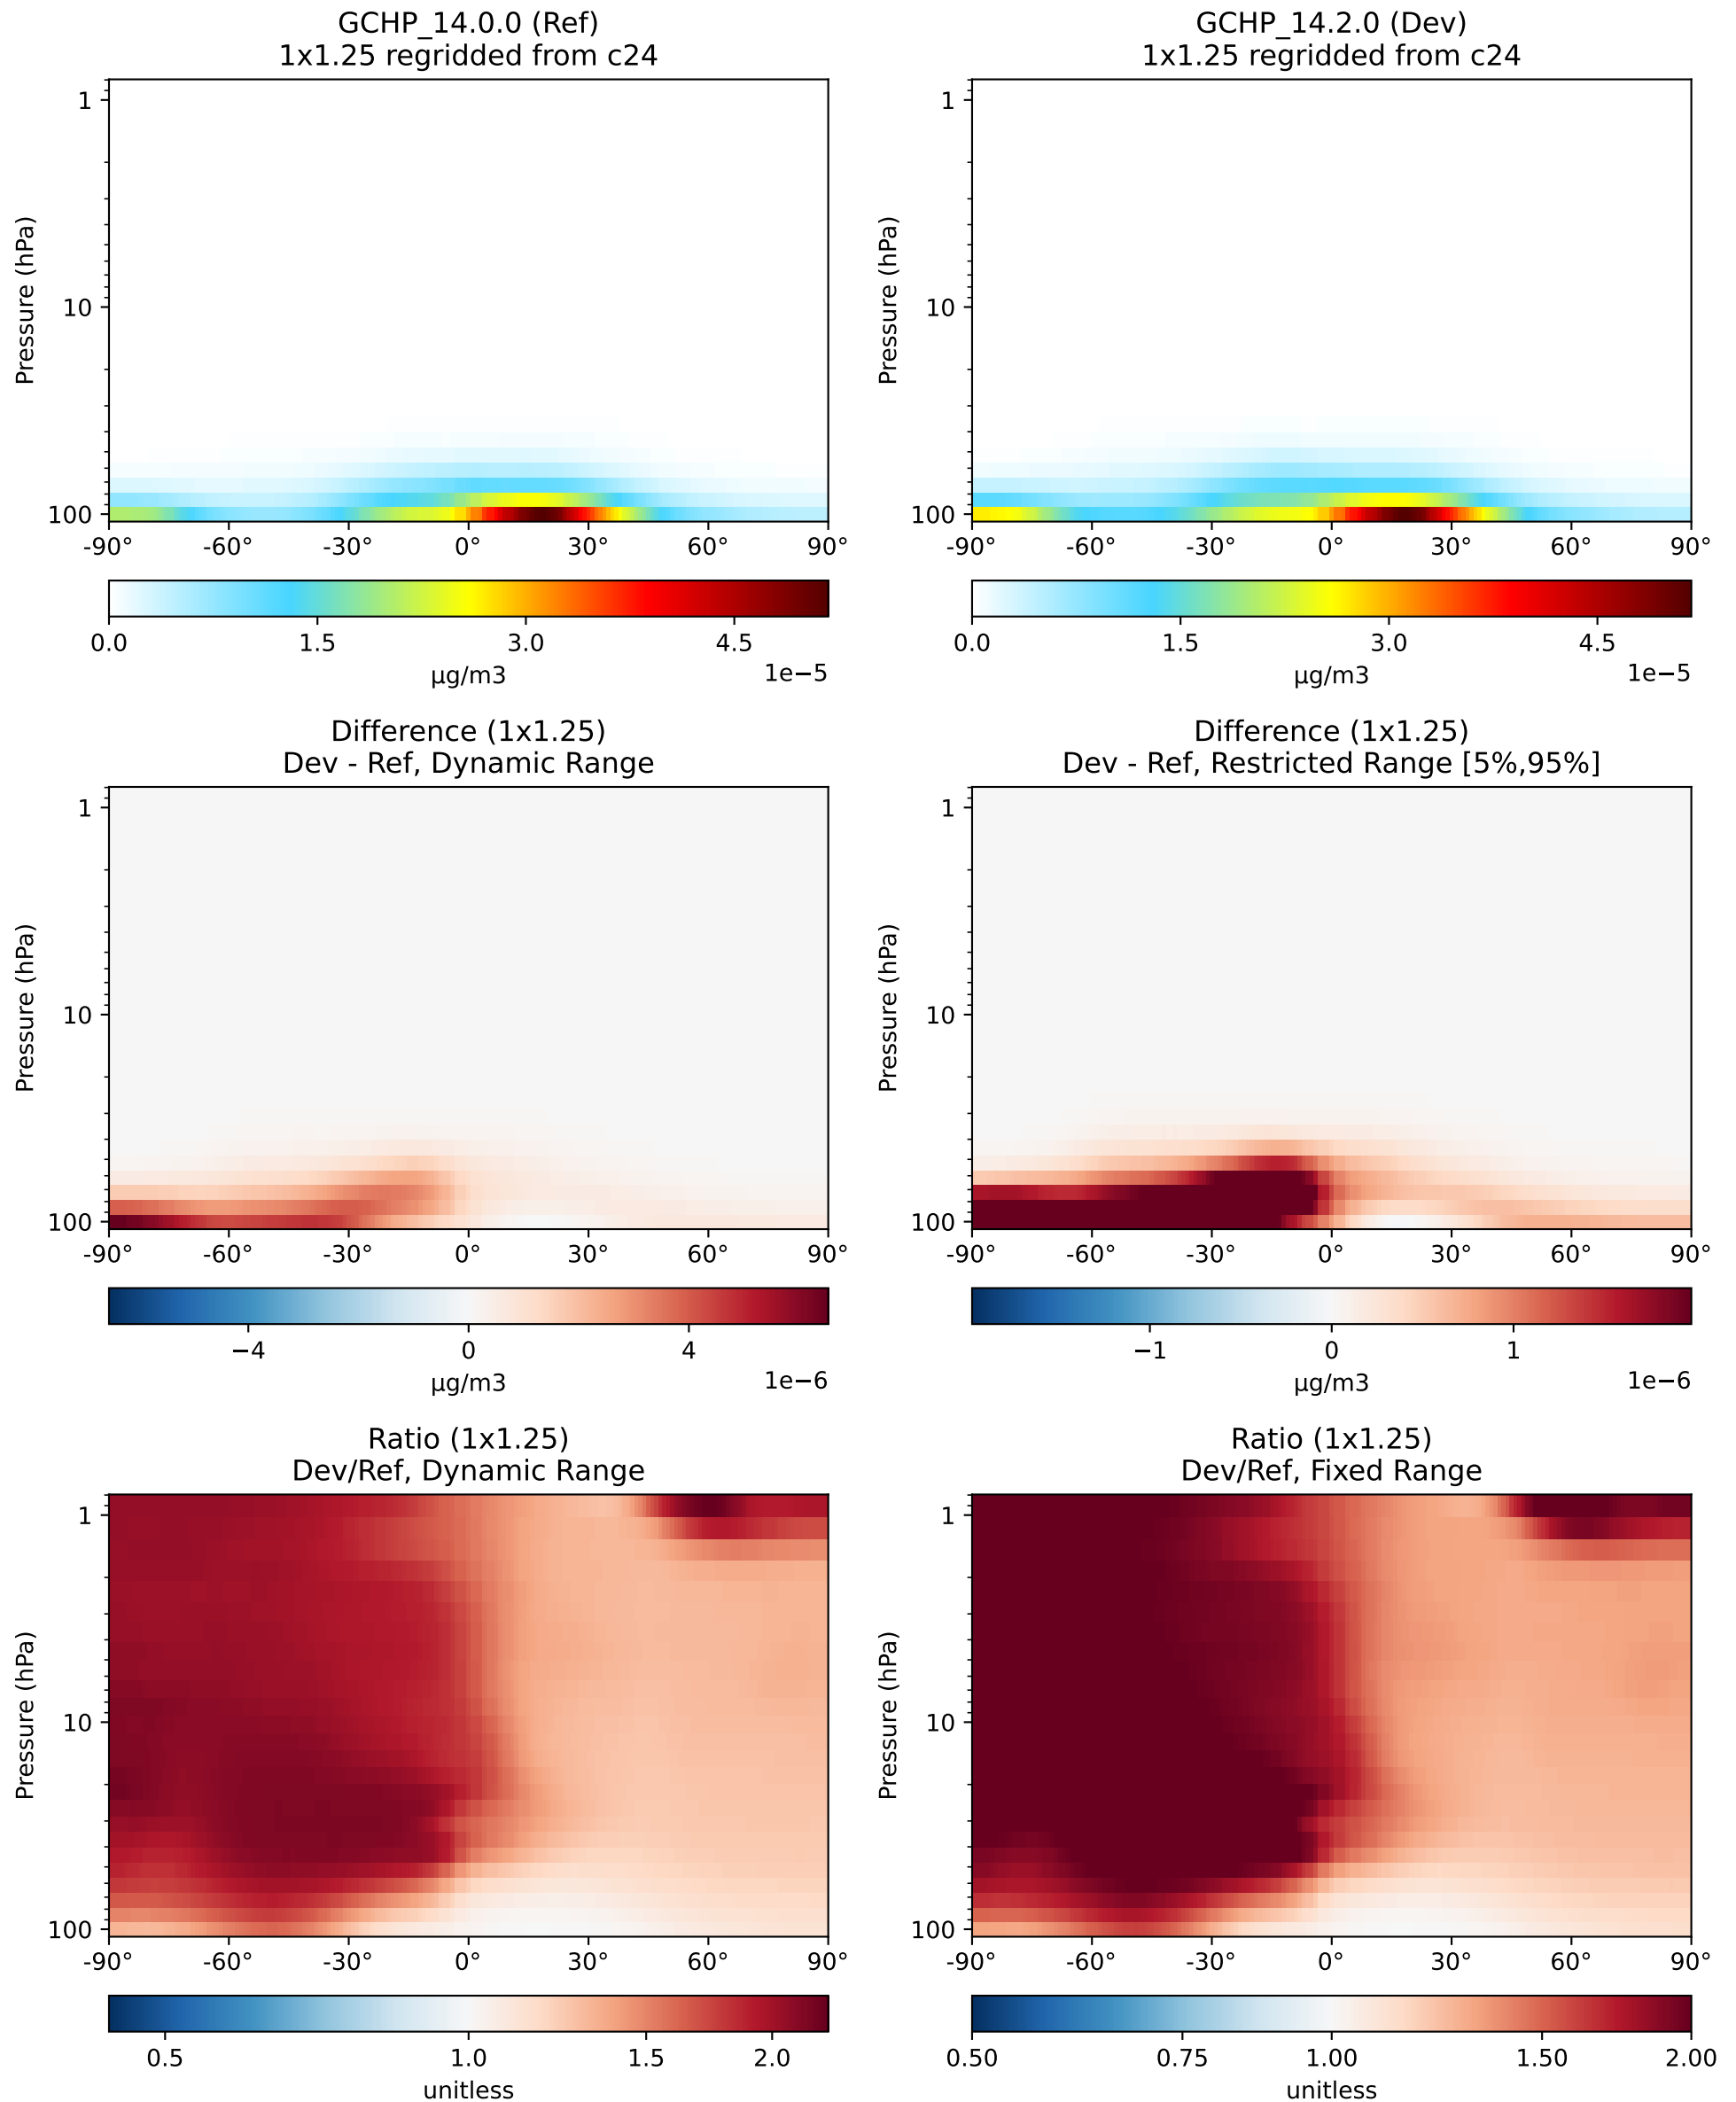 GCHP_14.0.0 (Ref)
1x1.25 regridded from c24
Pressure (hPa)
1
10
100
-90° -60° -30° 0° 30° 60° 90°
0.0 1.5 3.0 4.5
1e−5
µg/m3
GCHP_14.2.0 (Dev)
1x1.25 regridded from c24
Pressure (hPa)
1
10
100
-90° -60° -30° 0° 30° 60° 90°
0.0 1.5 3.0 4.5
1e−5
µg/m3
Difference (1x1.25)
Dev - Ref, Dynamic Range
Pressure (hPa)
1
10
100
-90° -60° -30° 0° 30° 60° 90°
−4 0 4
1e−6
µg/m3
Difference (1x1.25)
Dev - Ref, Restricted Range [5%,95%]
Pressure (hPa)
1
10
100
-90° -60° -30° 0° 30° 60° 90°
−1 0 1
1e−6
µg/m3
Ratio (1x1.25)
Dev/Ref, Dynamic Range
Pressure (hPa)
1
10
100
-90° -60° -30° 0° 30° 60° 90°
0.5 1.0 1.5 2.0
unitless
Ratio (1x1.25)
Dev/Ref, Fixed Range
Pressure (hPa)
1
10
100
-90° -60° -30° 0° 30° 60° 90°
0.50 0.75 1.00 1.50 2.00
unitless